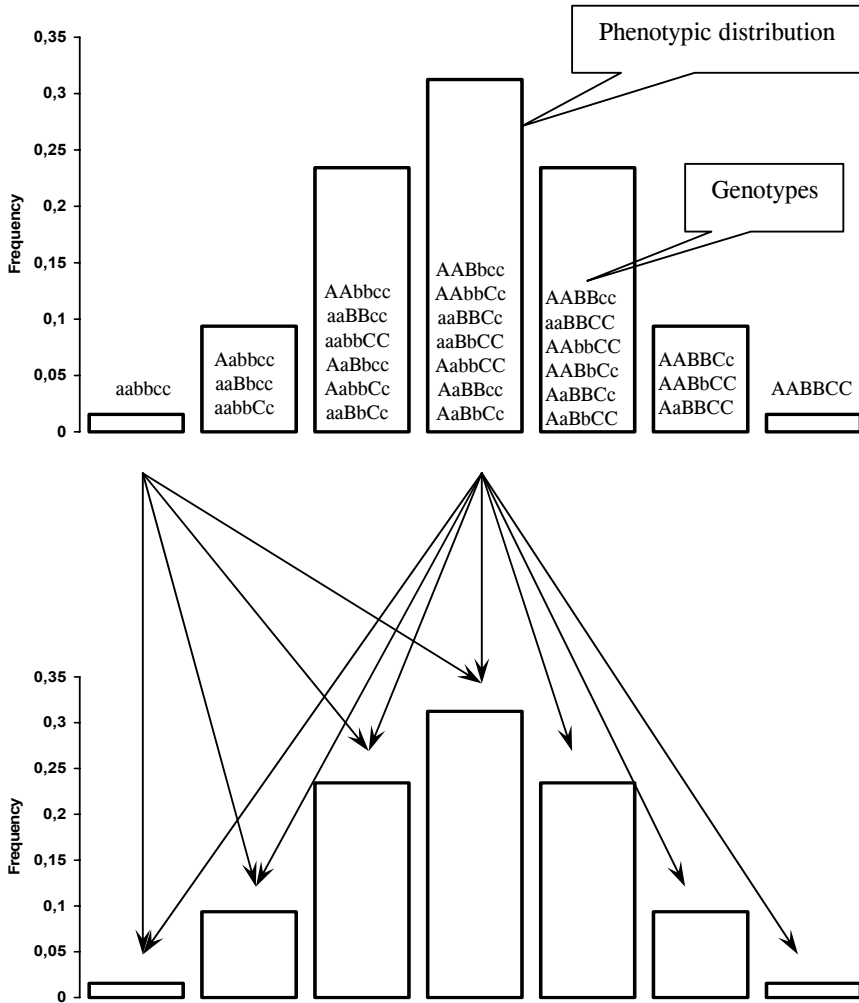 Phenotypic distribution
Genotypes
Frequency
0,35
0,3
0,25
0,2
0,15
0,1
0,05
0
aabbcc
Aabbcc
aaBbcc
aabbCc
AAbbcc
aaBBcc
aabbCC
AaBbcc
AabbCc
aaBbCc
AABbcc
AAbbCc
aaBBCc
aaBbCC
AabbCC
AaBBcc
AaBbCc
AABBcc
aaBBCC
AAbbCC
AABbCc
AaBBCc
AaBbCC
AABBCc
AABbCC
AaBBCC
AABBCC
Frequency
0,35
0,3
0,25
0,2
0,15
0,1
0,05
0